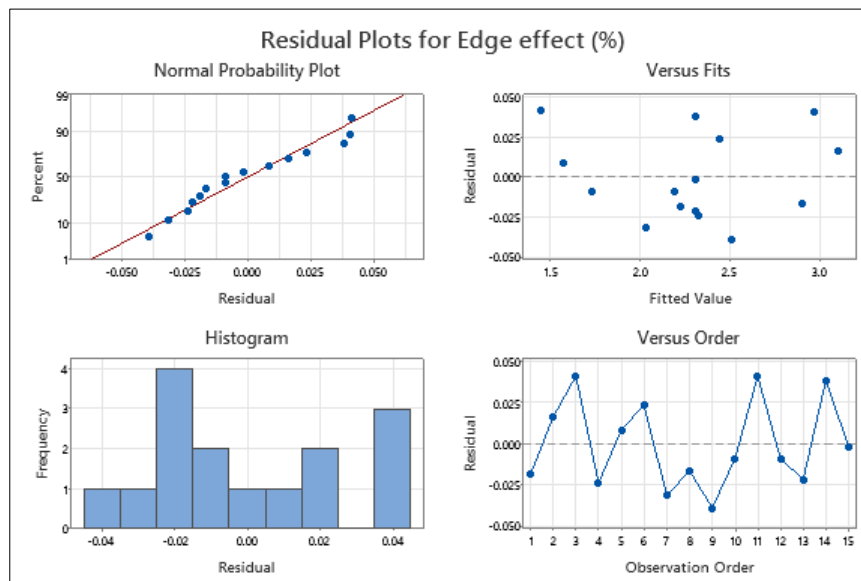 Residual Plots for Edge effect (%)
Normal Probability Plot
99
90
50
10
1
Percent
-0.050 -0.025 0.000 0.025 0.050
Residual
Versus Fits
0.050
0.025
0.000
-0.025
-0.050
Residual
1.5 2.0 2.5 3.0
Fitted Value
Histogram
4
3
2
1
0
Frequency
-0.04 -0.02 0.00 0.02 0.04
Residual
Versus Order
0.050
0.025
0.000
-0.025
-0.050
Residual
1 2 3 4 5 6 7 8 9 10 11 12 13 14 15
Observation Order